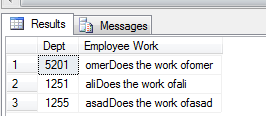 Results Messages
Dept Employee Work
1 5201 omerDoes the work ofomer
2 1251 aliDoes the work ofali
3 1255 asadDoes the work ofasad